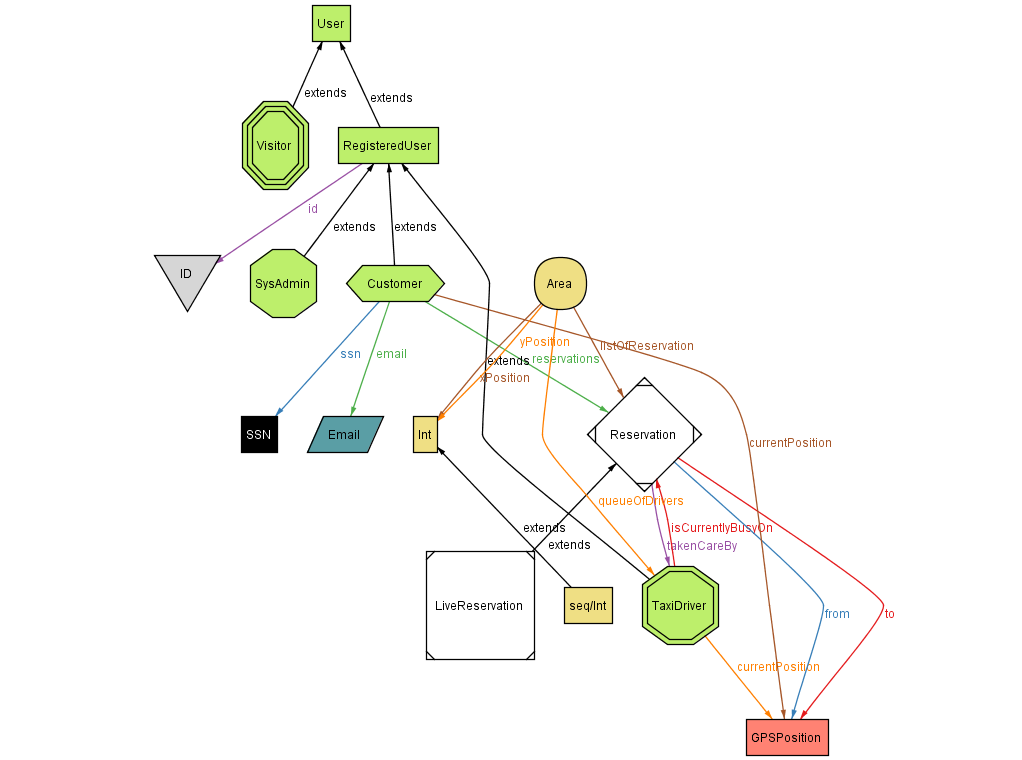 User
extends
extends
Visitor
RegisteredUser
id
extends
extends
ID
SysAdmin
Customer
Area
yPosition
listOfReservation
ssn
email
extends
reservations
xPosition
SSN
Email
Int
Reservation
currentPosition
queueOfDrivers
extends
isCurrentlyBusyOn
extends
takenCareBy
LiveReservation
seq/Int
TaxiDriver
from
to
currentPosition
GPSPosition